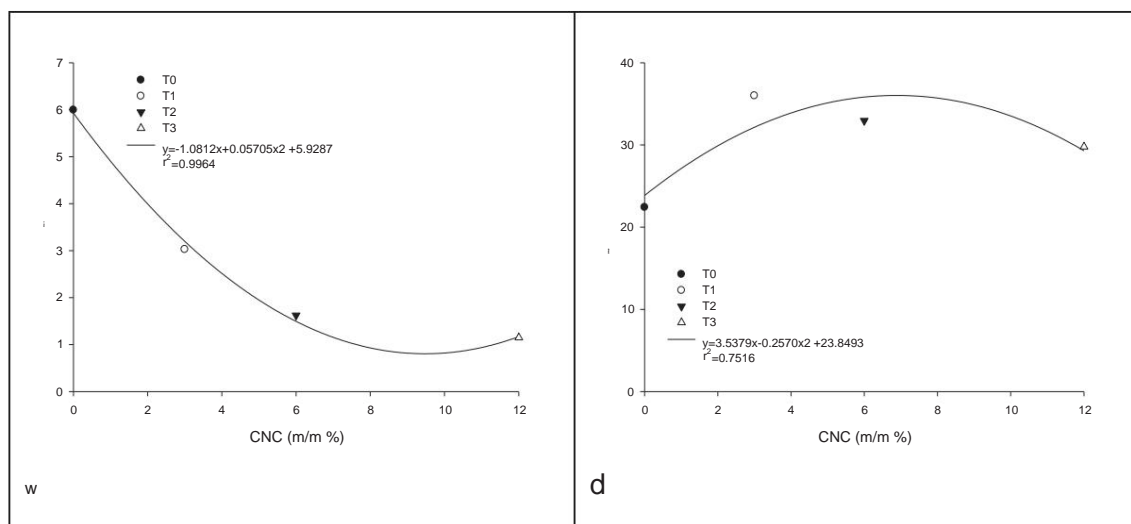 7
6
5
4
3
2
1
0
T0
T1
T2
T3
y=-1.0812x+0.05705x2 +5.9287
r2=0.9964
0 2 4 6 8 10 12
CNC (m/m %)
w
40
30
20
10
0
T0
T1
T2
T3
y=3.5379x-0.2570x2 +23.8493
r2=0.7516
0 2 4 6 8 10 12
CNC (m/m %)
d